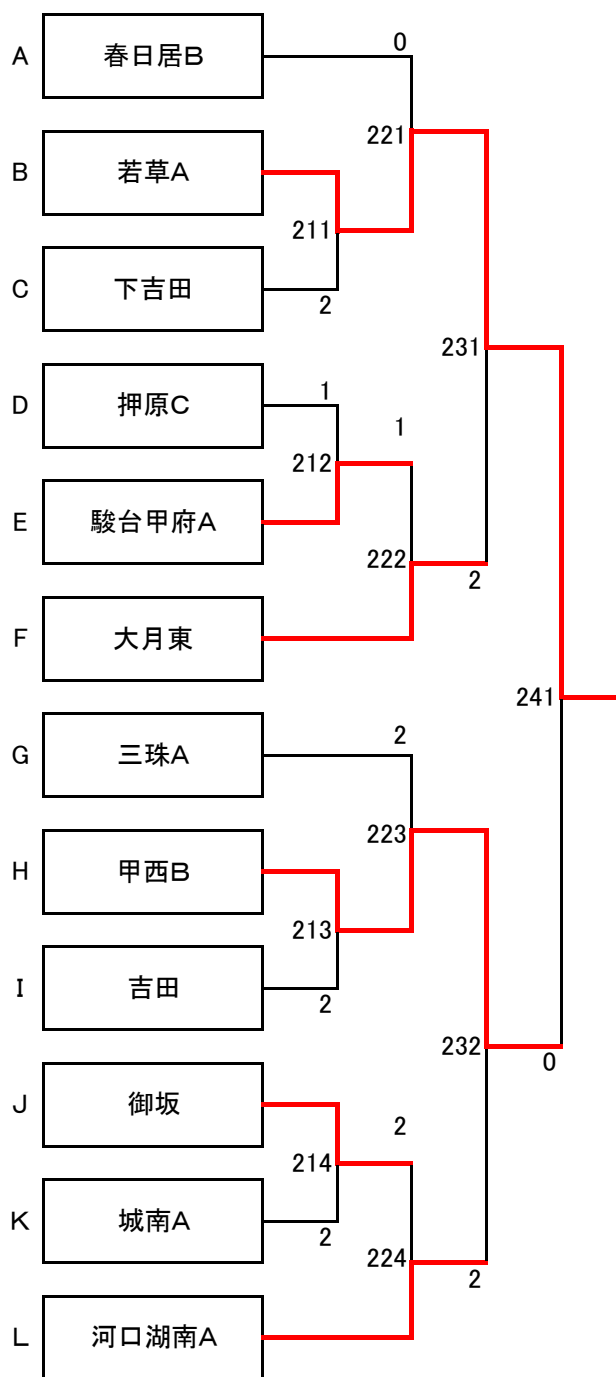 0
A 春日居B
221
B 若草A
211
C 下吉田
2
231
D 押原C
1
1
212
E 駿台甲府A
222
2
F 大月東
241
G 三珠A
2
223
H 甲西B
213
I 吉田
2
232
0
J 御坂
2
214
K 城南A
2
224
2
L 河口湖南A